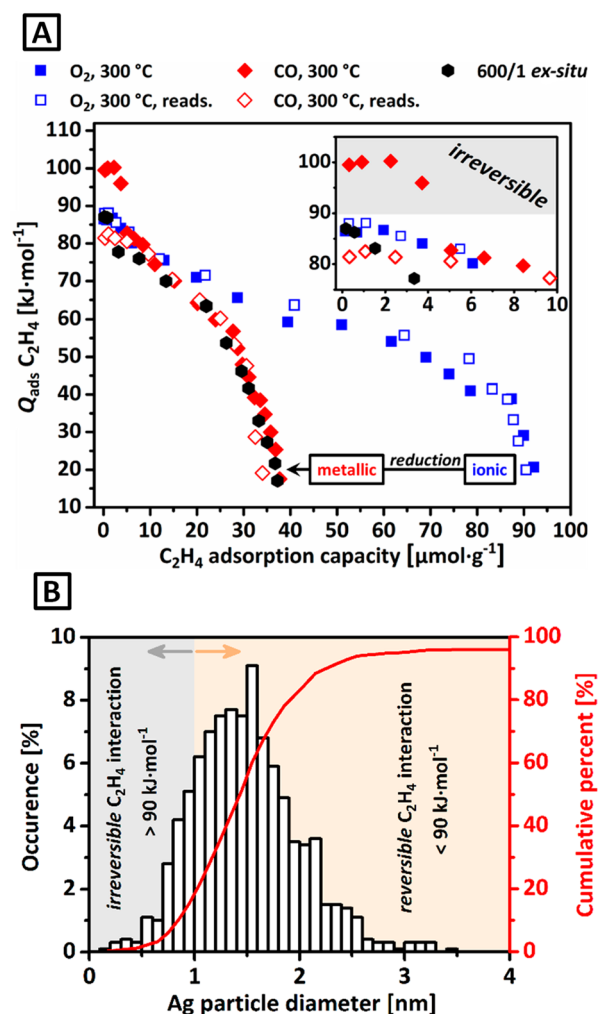 A
O₂, 300 °C
CO, 300 °C
600/1 ex-situ
O₂, 300 °C, reads.
CO, 300 °C, reads.
110
100
90
80
70
60
50
40
30
20
10
Qads C₂H₄ [kJ·mol⁻¹]
irreversible
100
90
80
0 2 4 6 8 10
metallic reduction ionic
0 10 20 30 40 50 60 70 80 90 100
C₂H₄ adsorption capacity [µmol·g⁻¹]
B
10
8
6
4
2
0
Occurence [%]
irreversible C₂H₄ interaction
> 90 kJ·mol⁻¹
reversible C₂H₄ interaction
< 90 kJ·mol⁻¹
100
80
60
40
20
0
Cumulative percent [%]
0 1 2 3 4
Ag particle diameter [nm]